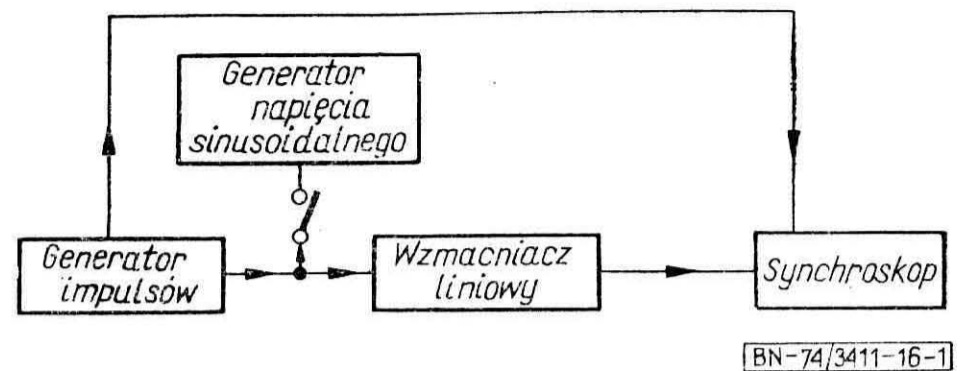 Generator
napięcia
sinusoidalnego
Generator
impulsów
Wzmacniacz
liniowy
Synchroskop
BN-74/3411-16-1